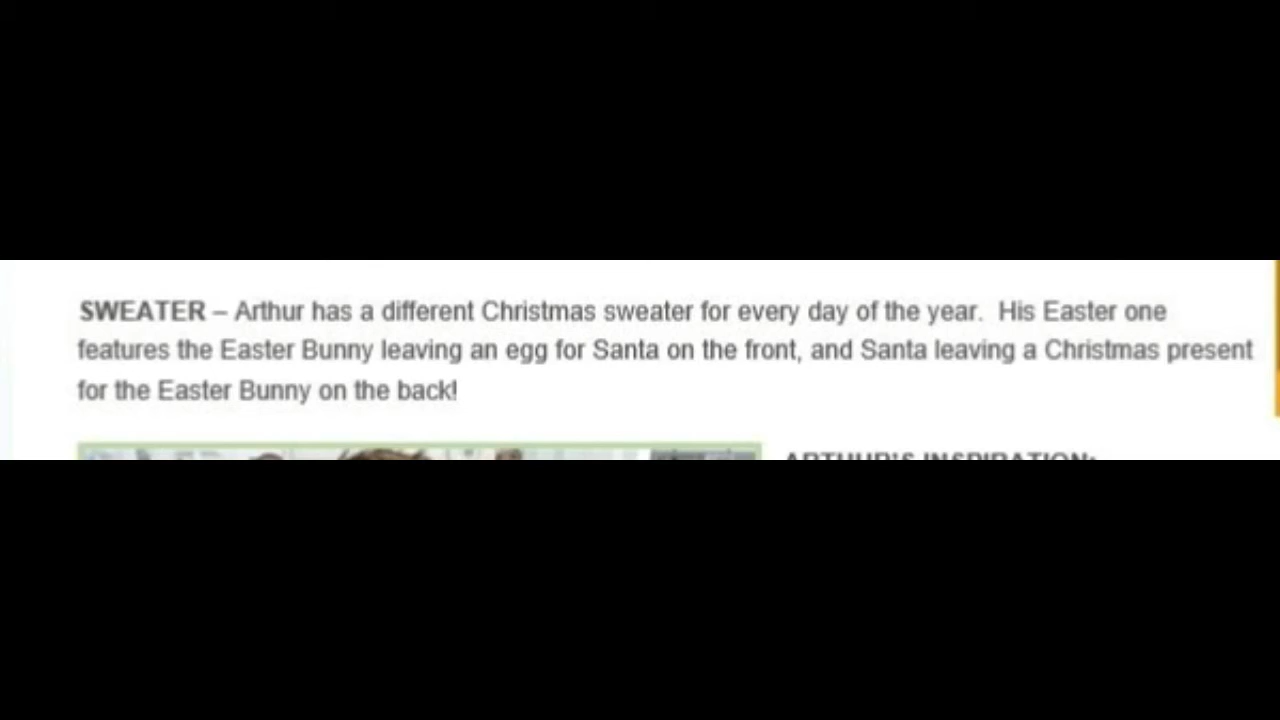 SWEATER – Arthur has a different Christmas sweater for every day of the year.  His Easter one
features the Easter Bunny leaving an egg for Santa on the front, and Santa leaving a Christmas present
for the Easter Bunny on the back!
ARTHUR'S INSPIRATION: